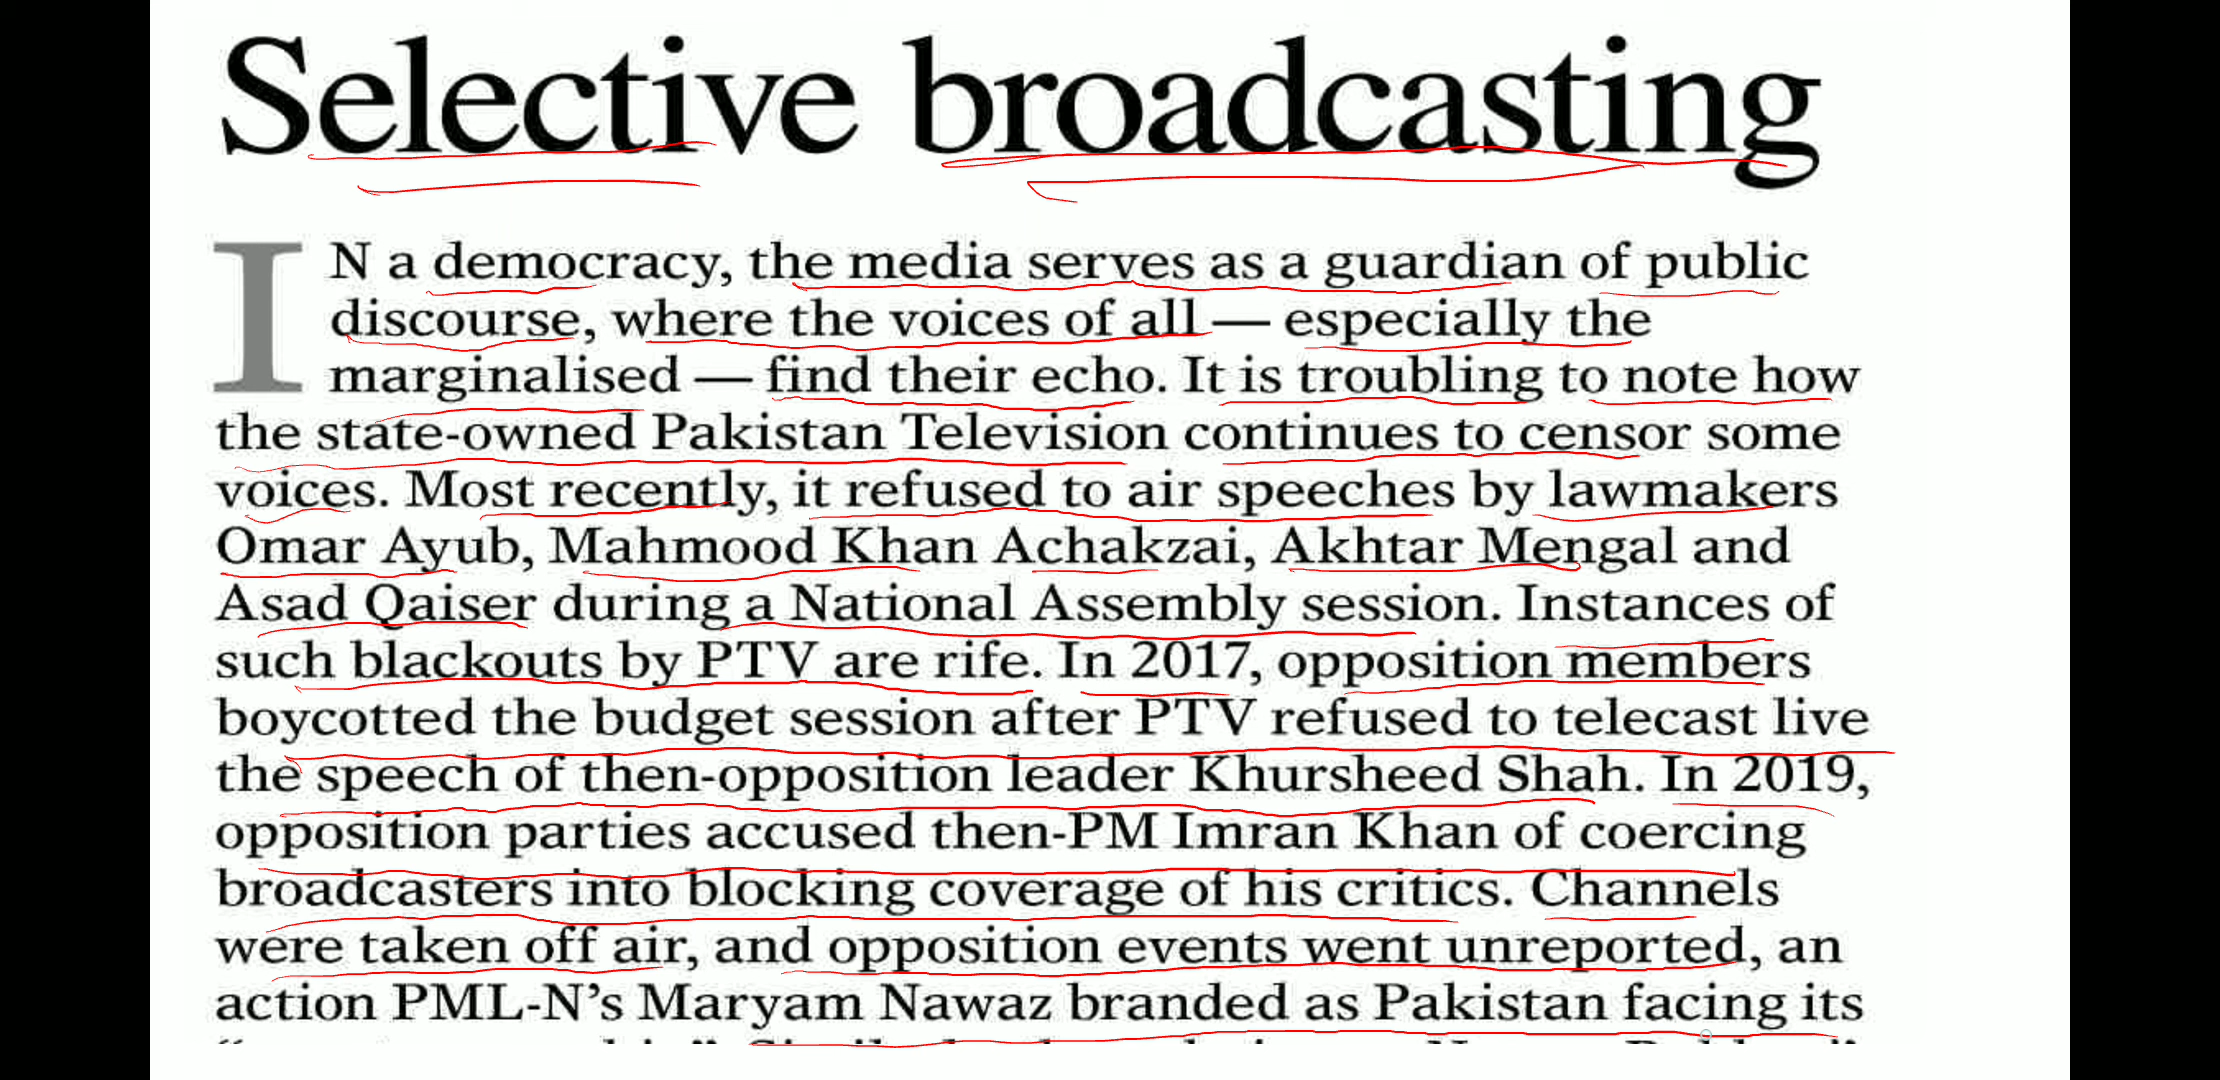 Selective broadcasting
IN a democracy, the media serves as a guardian of public
discourse, where the voices of all — especially the
marginalised — find their echo. It is troubling to note how
the state-owned Pakistan Television continues to censor some
voices. Most recently, it refused to air speeches by lawmakers
Omar Ayub, Mahmood Khan Achakzai, Akhtar Mengal and
Asad Qaiser during a National Assembly session. Instances of
such blackouts by PTV are rife. In 2017, opposition members
boycotted the budget session after PTV refused to telecast live
the speech of then-opposition leader Khursheed Shah. In 2019,
opposition parties accused then-PM Imran Khan of coercing
broadcasters into blocking coverage of his critics. Channels
were taken off air, and opposition events went unreported, an
action PML-N’s Maryam Nawaz branded as Pakistan facing its